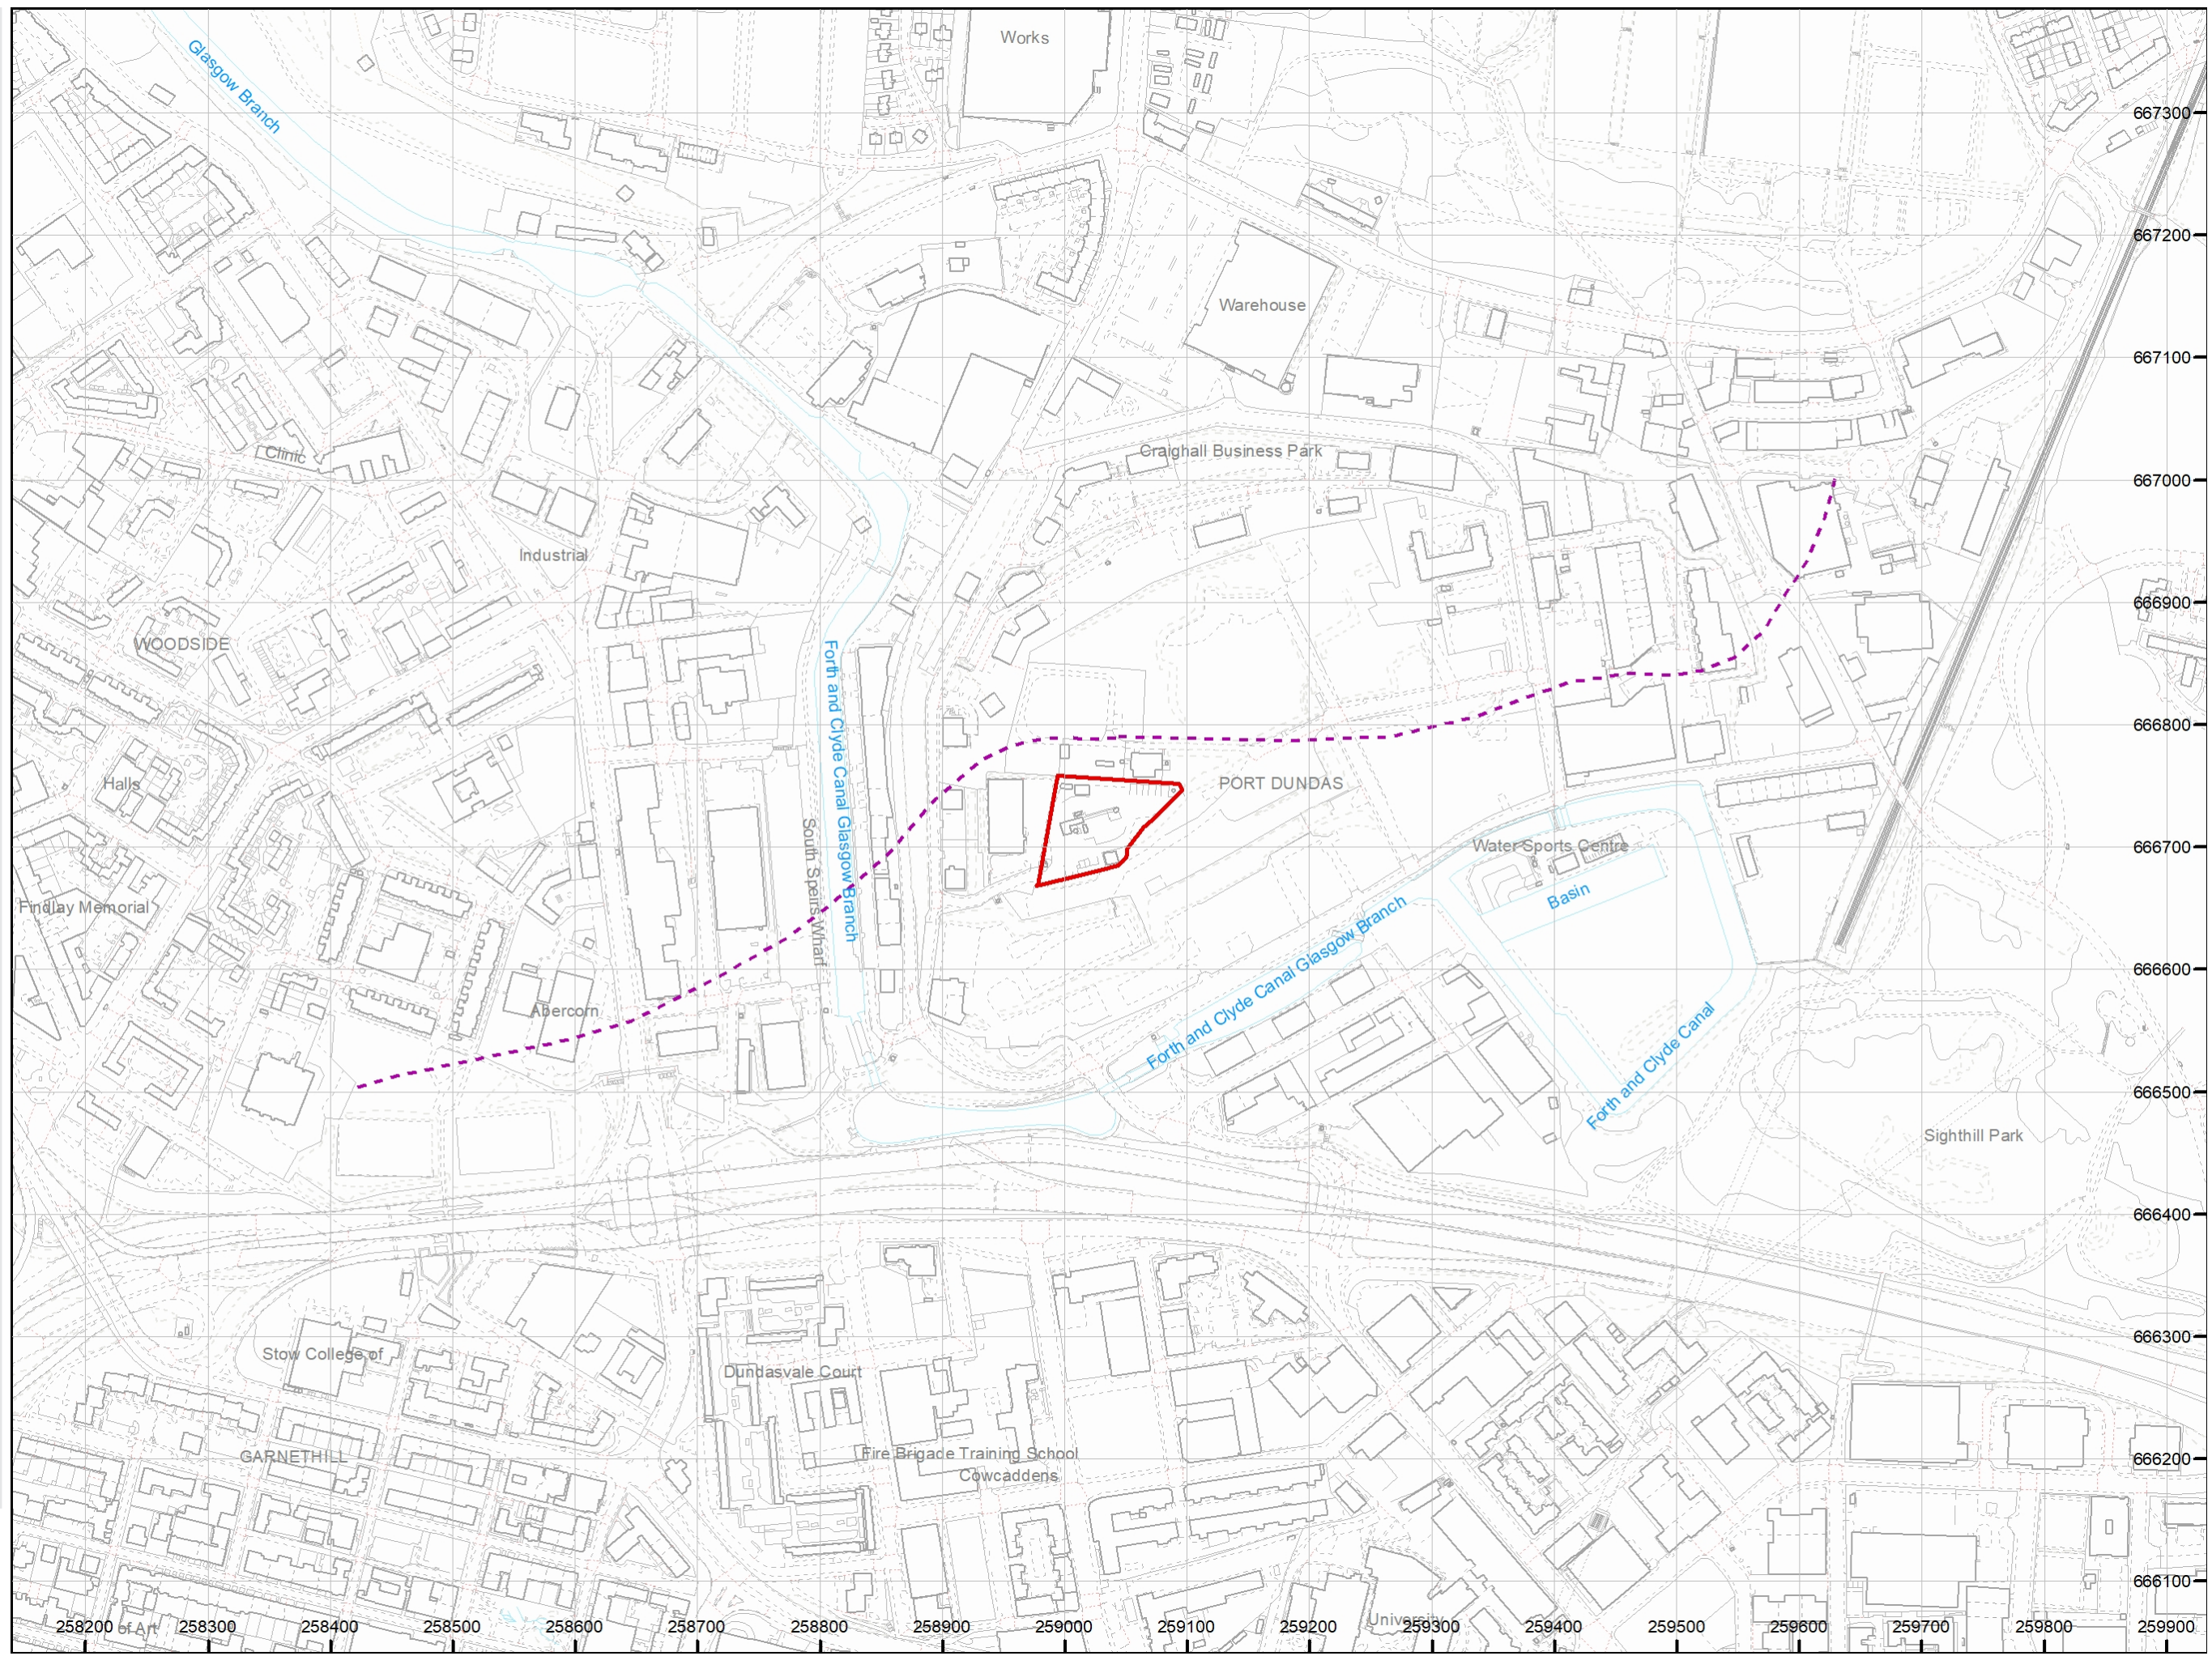 Works
Glasgow Branch
667300
667200
Warehouse
667100
Craighall Business Park
Clinic
667000
Industrial
666900
WOODSIDE
666800
Halls
PORT DUNDAS
Forth and Clyde Canal Glasgow Branch
South Speirs Wharf
Water Sports Centre
666700
Basin
Findlay Memorial
Forth and Clyde Canal Glasgow Branch
666600
Abercorn
Forth and Clyde Canal
666500
Sighthill Park
666400
666300
Stow College of
Dundasvale Court
GARNETHILL
Fire Brigade Training School
666200
Cowcaddens
666100
University
of Art
258200 258300 258400 258500 258600 258700 258800 258900 259000 259100 259200 259300 259400 259500 259600 259700 259800 259900